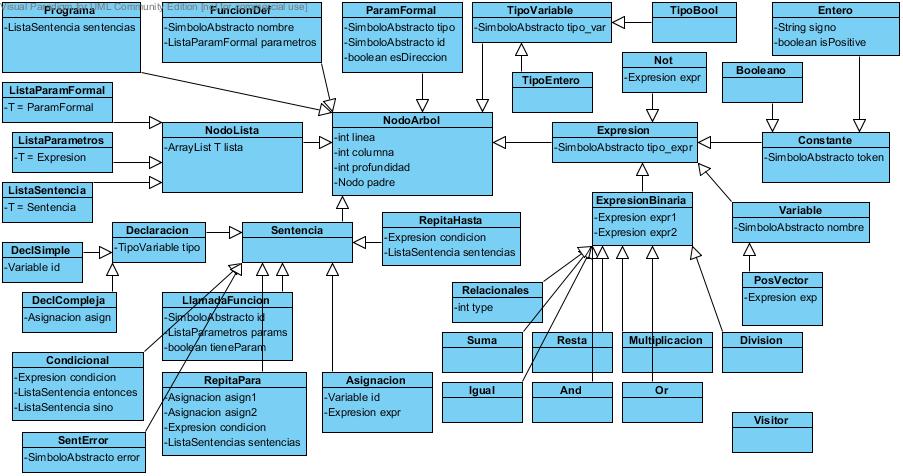 Visual Paradigm for UML Community Edition [not for commercial use]
Programa
-ListaSentencia sentencias
FuncionDef
-SimboloAbstracto nombre
-ListaParamFormal parametros
ParamFormal
-SimboloAbstracto tipo
-SimboloAbstracto id
-boolean esDireccion
TipoVariable
-SimboloAbstracto tipo_var
TipoBool
Entero
-String signo
-boolean isPositive
TipoEntero
Not
-Expresion expr
Booleano
ListaParamFormal
-T = ParamFormal
ListaParametros
-T = Expresion
ListaSentencia
-T = Sentencia
NodoLista
-ArrayList T lista
NodoArbol
-int linea
-int columna
-int profundidad
-Nodo padre
Expresion
-SimboloAbstracto tipo_expr
Constante
-SimboloAbstracto token
ExpresionBinaria
-Expresion expr1
-Expresion expr2
Variable
-SimboloAbstracto nombre
Declaracion
-TipoVariable tipo
Sentencia
RepitaHasta
-Expresion condicion
-ListaSentencia sentencias
DeclSimple
-Variable id
DeclCompleja
-Asignacion asign
LlamadaFuncion
-SimboloAbstracto id
-ListaParametros params
-boolean tieneParam
Relacionales
-int type
PosVector
-Expresion exp
Suma
Resta
Multiplicacion
Division
Condicional
-Expresion condicion
-ListaSentencia entonces
-ListaSentencia sino
RepitaPara
-Asignacion asign1
-Asignacion asign2
-Expresion condicion
-ListaSentencias sentencias
Asignacion
-Variable id
-Expresion expr
Igual
And
Or
Visitor
SentError
-SimboloAbstracto error